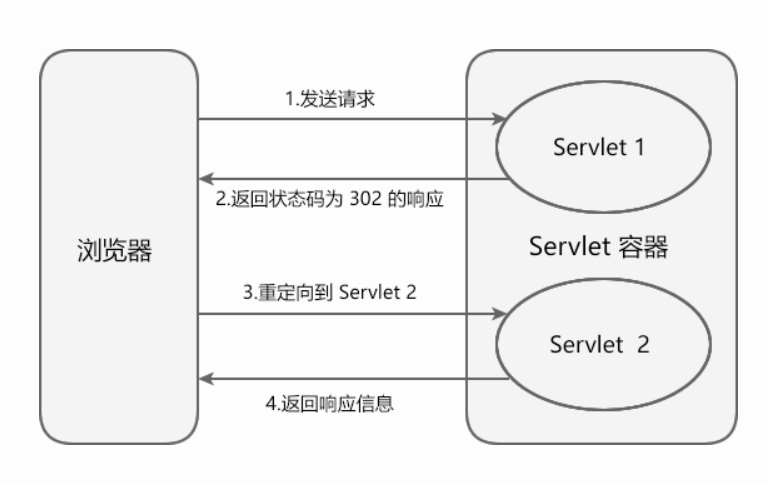 1.发送请求
Servlet 1
2.返回状态码为 302 的响应
浏览器
Servlet 容器
3.重定向到 Servlet 2
Servlet 2
4.返回响应信息